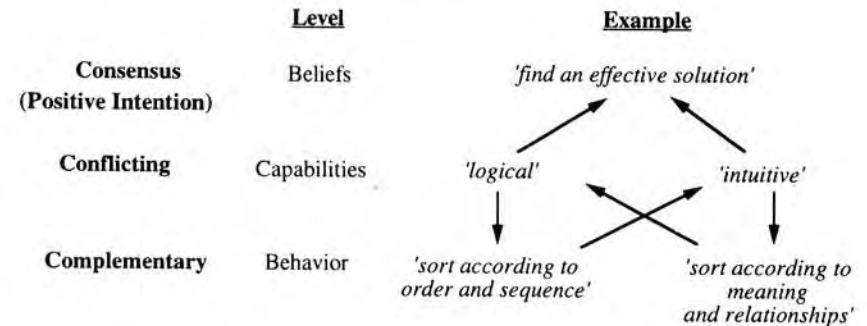 Level Example
Consensus Beliefs 'find an effective solution'
(Positive Intention)
Conflicting Capabilities 'logical' 'intuitive'
Complementary Behavior 'sort according to 'sort according to
order and sequence' meaning
and relationships'